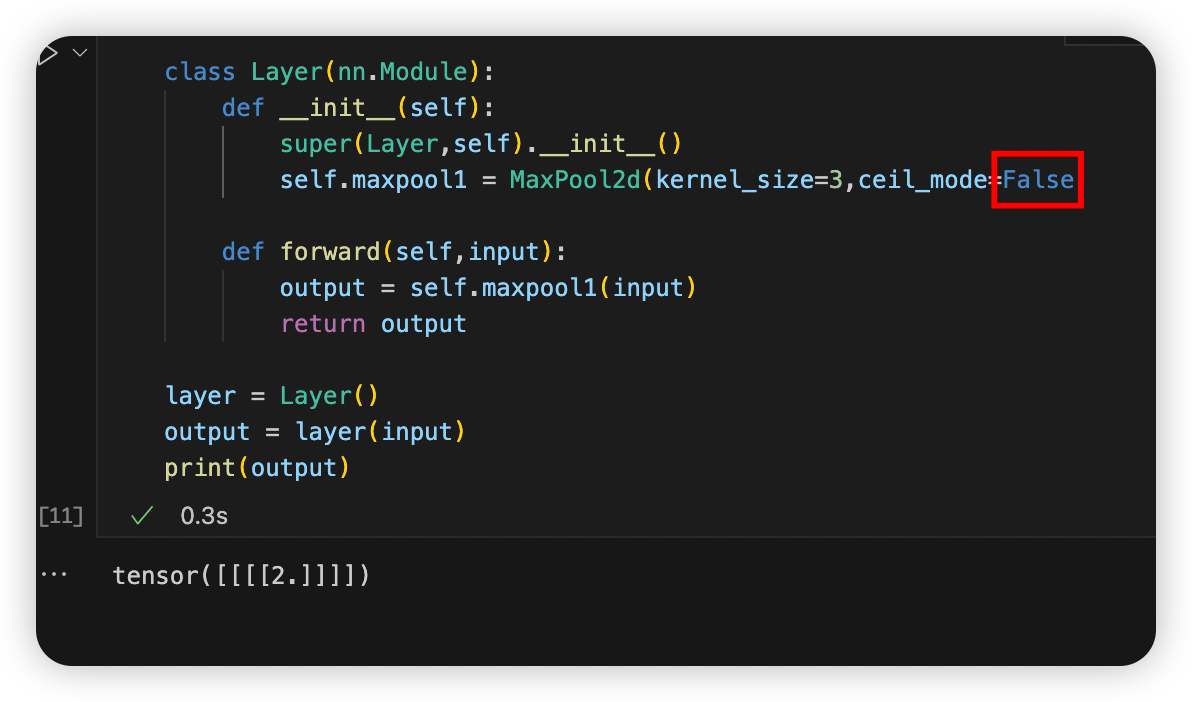 class Layer(nn.Module):
    def __init__(self):
        super(Layer,self).__init__()
        self.maxpool1 = MaxPool2d(kernel_size=3,ceil_mode=False
    def forward(self,input):
        output = self.maxpool1(input)
        return output
layer = Layer()
output = layer(input)
print(output)
[11] ✓ 0.3s
... tensor([[[[2.]]]])